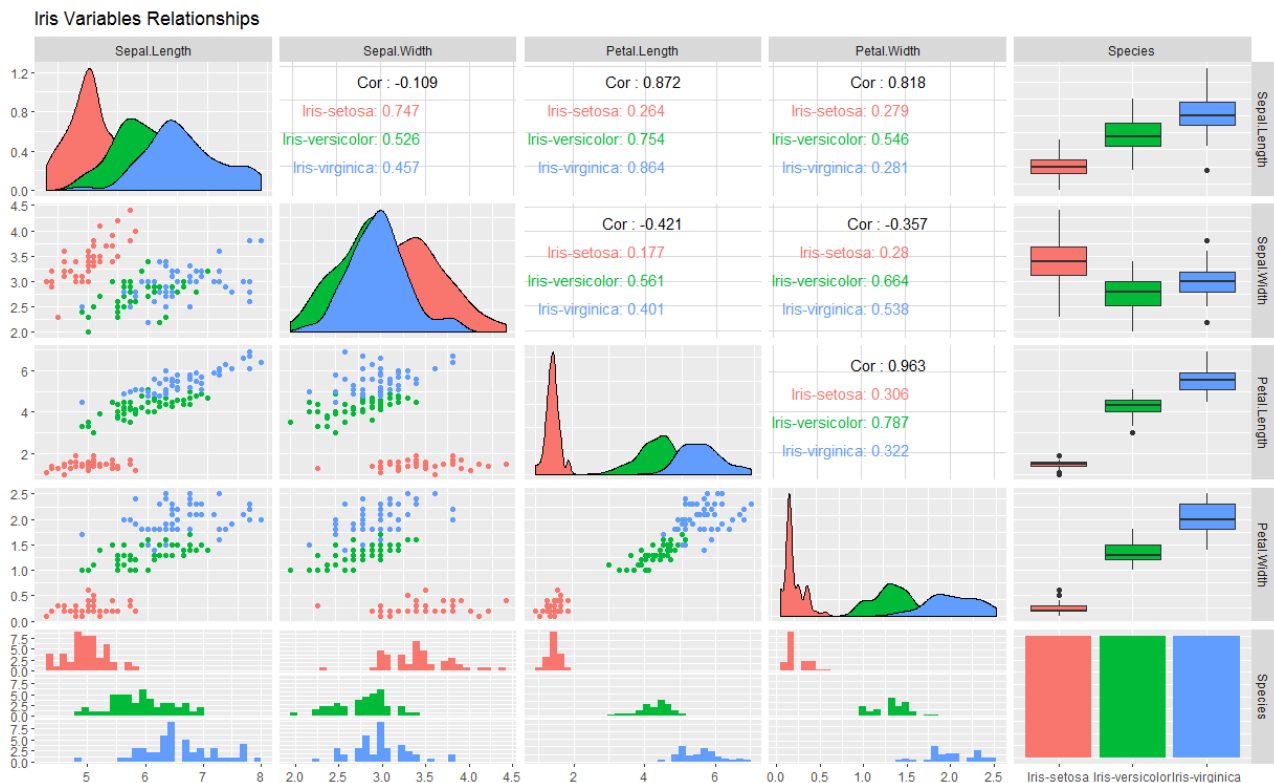 Iris Variables Relationships
Sepal.Length Sepal.Width Petal.Length Petal.Width Species
1.2
0.8
0.4
0.0
Cor : -0.109
Iris-setosa: 0.747
Iris-versicolor: 0.526
Iris-virginica: 0.457
Cor : 0.872
Iris-setosa: 0.264
Iris-versicolor: 0.754
Iris-virginica: 0.864
Cor : 0.818
Iris-setosa: 0.279
Iris-versicolor: 0.546
Iris-virginica: 0.281
Sepal.Length
4.5
4.0
3.5
3.0
2.5
2.0
Cor : -0.421
Iris-setosa: 0.177
Iris-versicolor: 0.561
Iris-virginica: 0.401
Cor : -0.357
Iris-setosa: 0.28
Iris-versicolor: 0.664
Iris-virginica: 0.538
Sepal.Width
6
4
2
Cor : 0.963
Iris-setosa: 0.306
Iris-versicolor: 0.787
Iris-virginica: 0.322
Petal.Length
2.5
2.0
1.5
1.0
0.5
0.0
Petal.Width
7.5
5.0
2.5
0.0
7.5
5.0
2.5
0.0
7.5
5.0
2.5
0.0
Species
5 6 7 8
2.0 2.5 3.0 3.5 4.0 4.5
2 4 6
0.0 0.5 1.0 1.5 2.0 2.5
Iris-setosa Iris-versicolor Iris-virginica